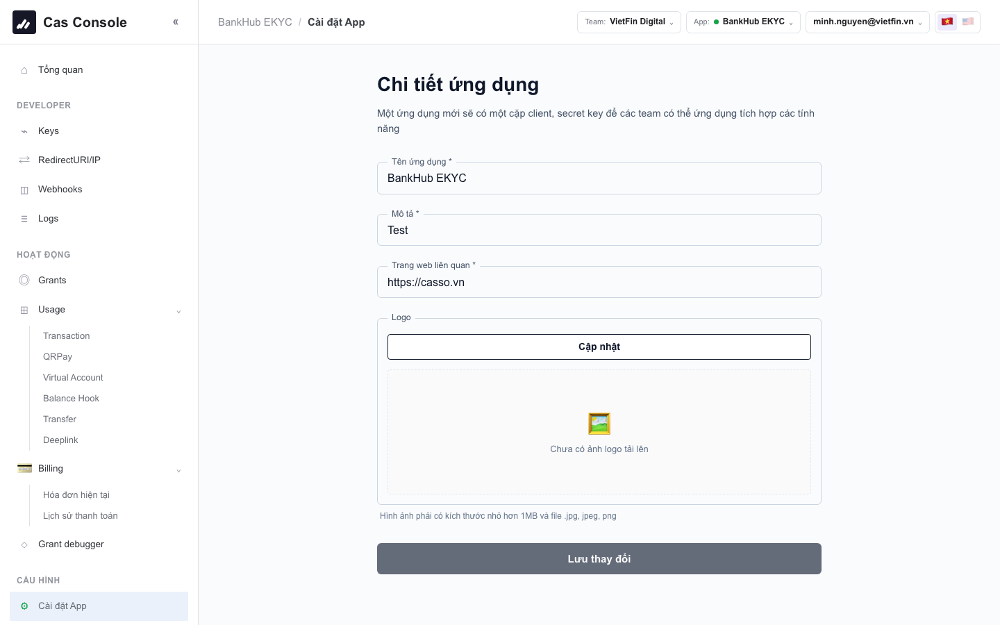 Cas Console
«
BankHub EKYC / Cài đặt App
Team: VietFin Digital
App: BankHub EKYC
minh.nguyen@vietfin.vn
Tổng quan
DEVELOPER
Keys
RedirectURI/IP
Webhooks
Logs
HOẠT ĐỘNG
Grants
Usage
Transaction
QRPay
Virtual Account
Balance Hook
Transfer
Deeplink
Billing
Hóa đơn hiện tại
Lịch sử thanh toán
Grant debugger
CẤU HÌNH
Cài đặt App
Chi tiết ứng dụng
Một ứng dụng mới sẽ có một cặp client, secret key để các team có thể ứng dụng tích hợp các tính
năng
Tên ứng dụng *
BankHub EKYC
Mô tả *
Test
Trang web liên quan *
https://casso.vn
Logo
Cập nhật
Chưa có ảnh logo tải lên
Hình ảnh phải có kích thước nhỏ hơn 1MB và file .jpg, jpeg, png
Lưu thay đổi